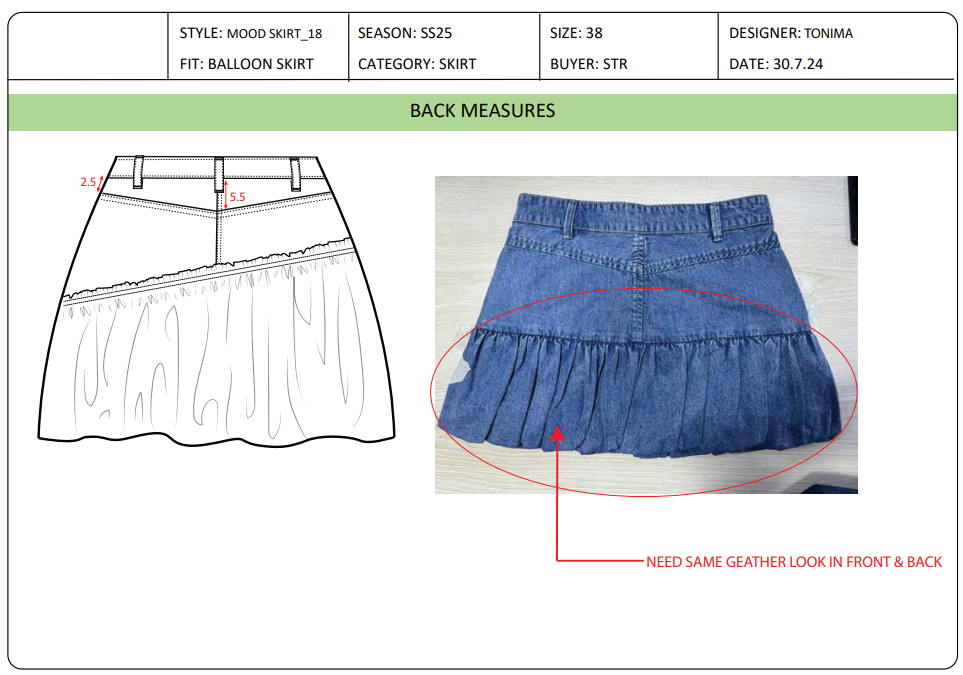 STYLE: MOOD SKIRT_18
FIT: BALLOON SKIRT
SEASON: SS25
CATEGORY: SKIRT
SIZE: 38
BUYER: STR
DESIGNER: TONIMA
DATE: 30.7.24
BACK MEASURES
2.5
5.5
NEED SAME GEATHER LOOK IN FRONT & BACK